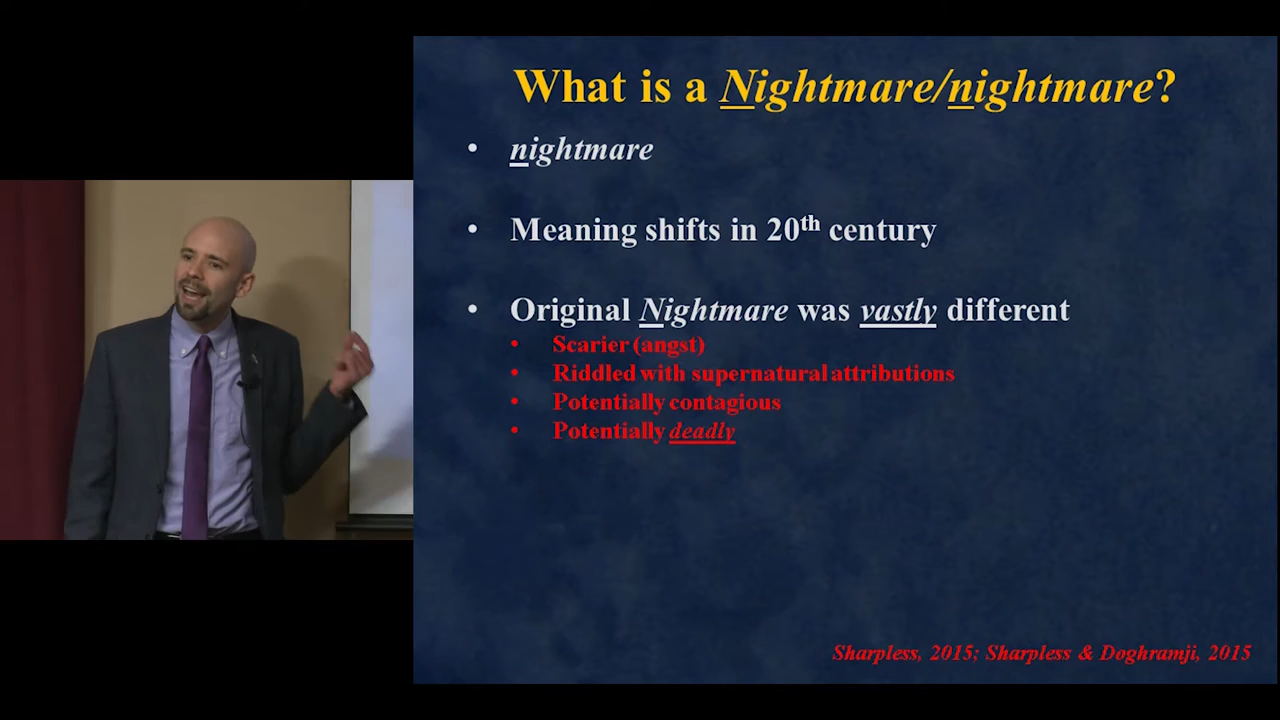 What is a Nightmare/nightmare?
• nightmare
• Meaning shifts in 20th century
• Original Nightmare was vastly different
• Scarier (angst)
• Riddled with supernatural attributions
• Potentially contagious
• Potentially deadly
Sharpless, 2015; Sharpless & Doghramji, 2015